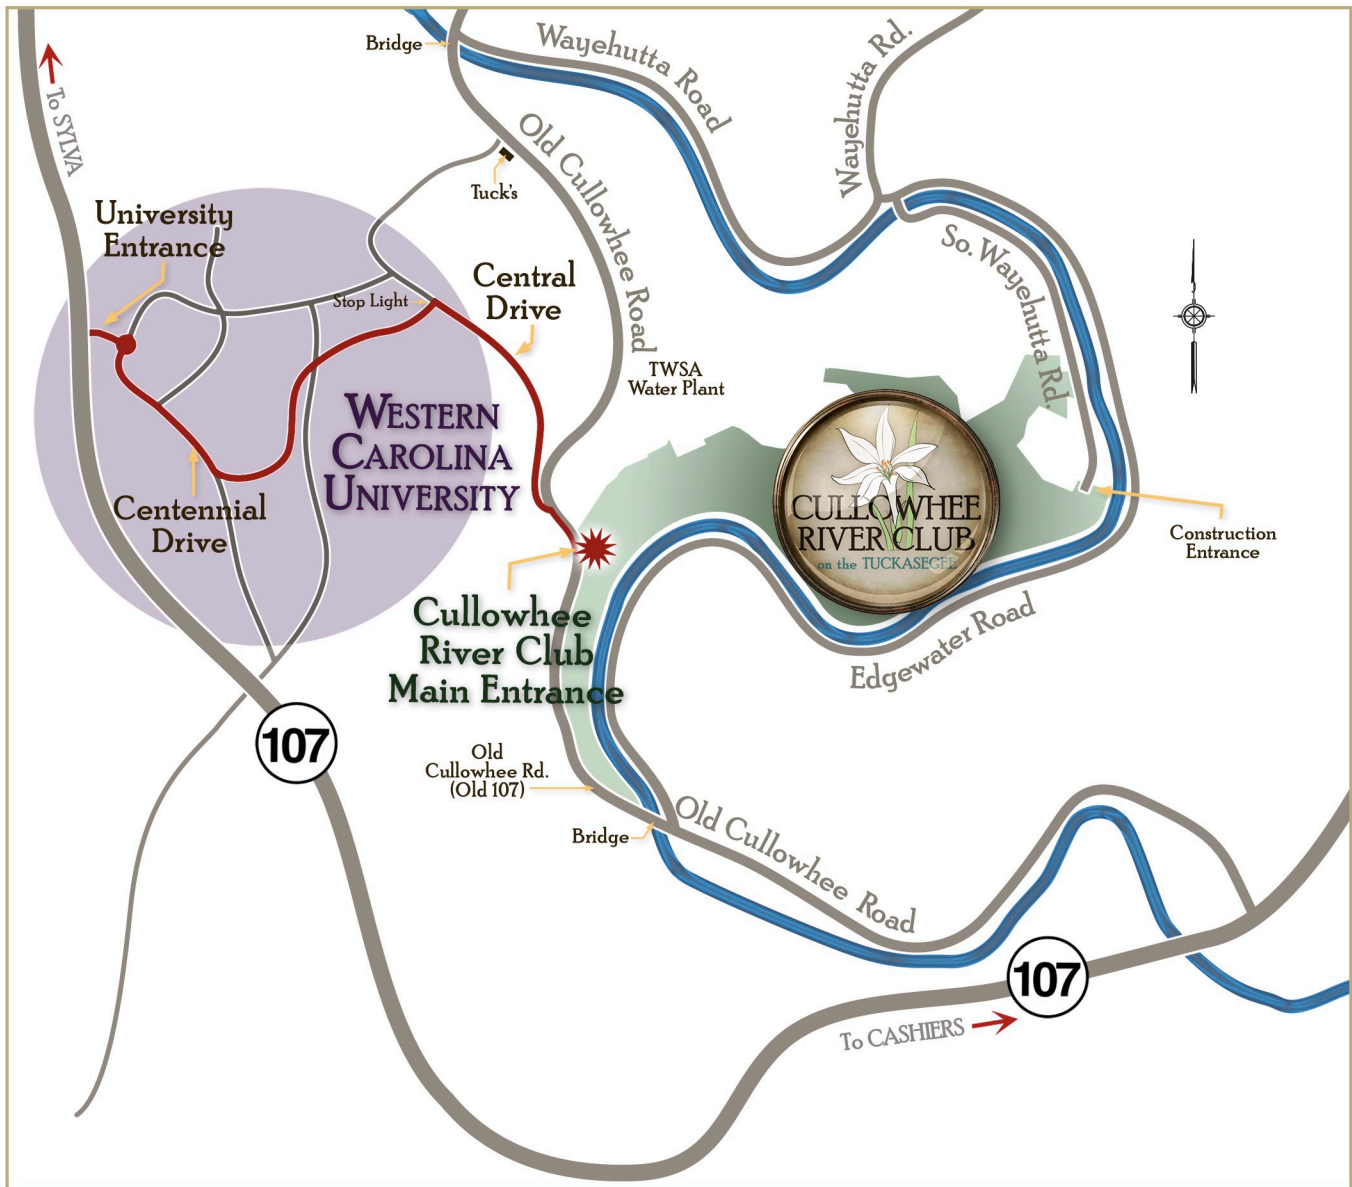 Bridge
Wayehutta Road
Wayehutta Rd.
To SYLVA
Old Cullowhee Road
Tuck's
University
Entrance
So. Wayehutta Rd.
Central
Drive
Stop Light
TWSA
Water Plant
WESTERN
CAROLINA
UNIVERSITY
Centennial
Drive
CULLOWHEE
RIVER CLUB
on the TUCKASEGEE
Construction
Entrance
Cullowhee
River Club
Main Entrance
Edgewater Road
107
Old
Cullowhee Rd.
(Old 107)
Bridge
Old Cullowhee Road
107
To CASHIERS